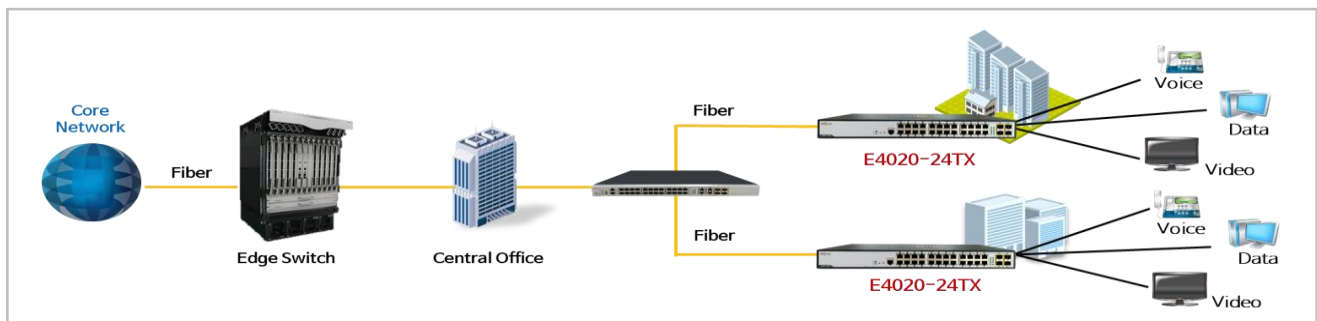 Core
Network
Fiber
Edge Switch
Central Office
Fiber
E4020-24TX
Voice
Data
Video
Fiber
E4020-24TX
Voice
Data
Video